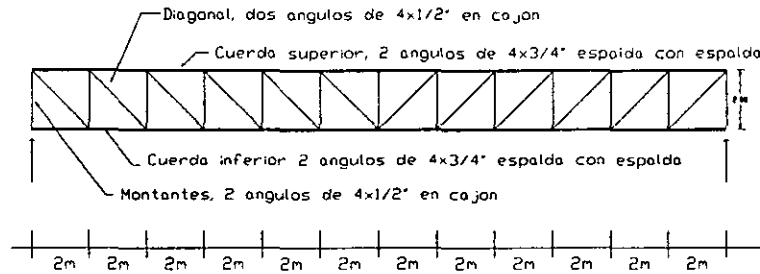 Diagonal, dos angulos de 4x1/2" en cajon
Cuerda superior, 2 angulos de 4x3/4" espalda con espalda
Cuerda inferior 2 angulos de 4x3/4" espalda con espalda
Montantes, 2 angulos de 4x1/2" en cajon
2m 2m 2m 2m 2m 2m 2m 2m 2m 2m 2m 2m